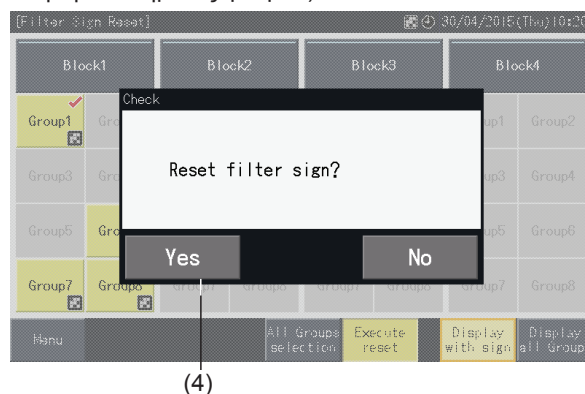 [Filter Sign Reset] 30/04/2015(Thu)10:20
Block1 Block2 Block3 Block4
Check
Group1 Group2
Reset filter sign?
Group3 Group4
Group6
Yes No
Group7 Group8 Group8 Group8 Group8
Menu All Groups selection Execute reset Display with sign Display all Group
(4)